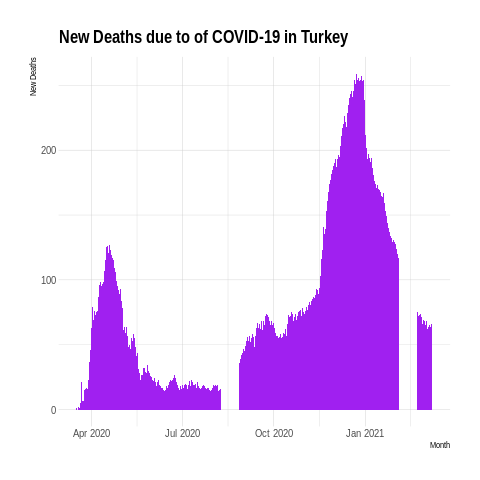 New Deaths due to of COVID-19 in Turkey
New Deaths
200
100
0
Apr 2020
Jul 2020
Oct 2020
Jan 2021
Month